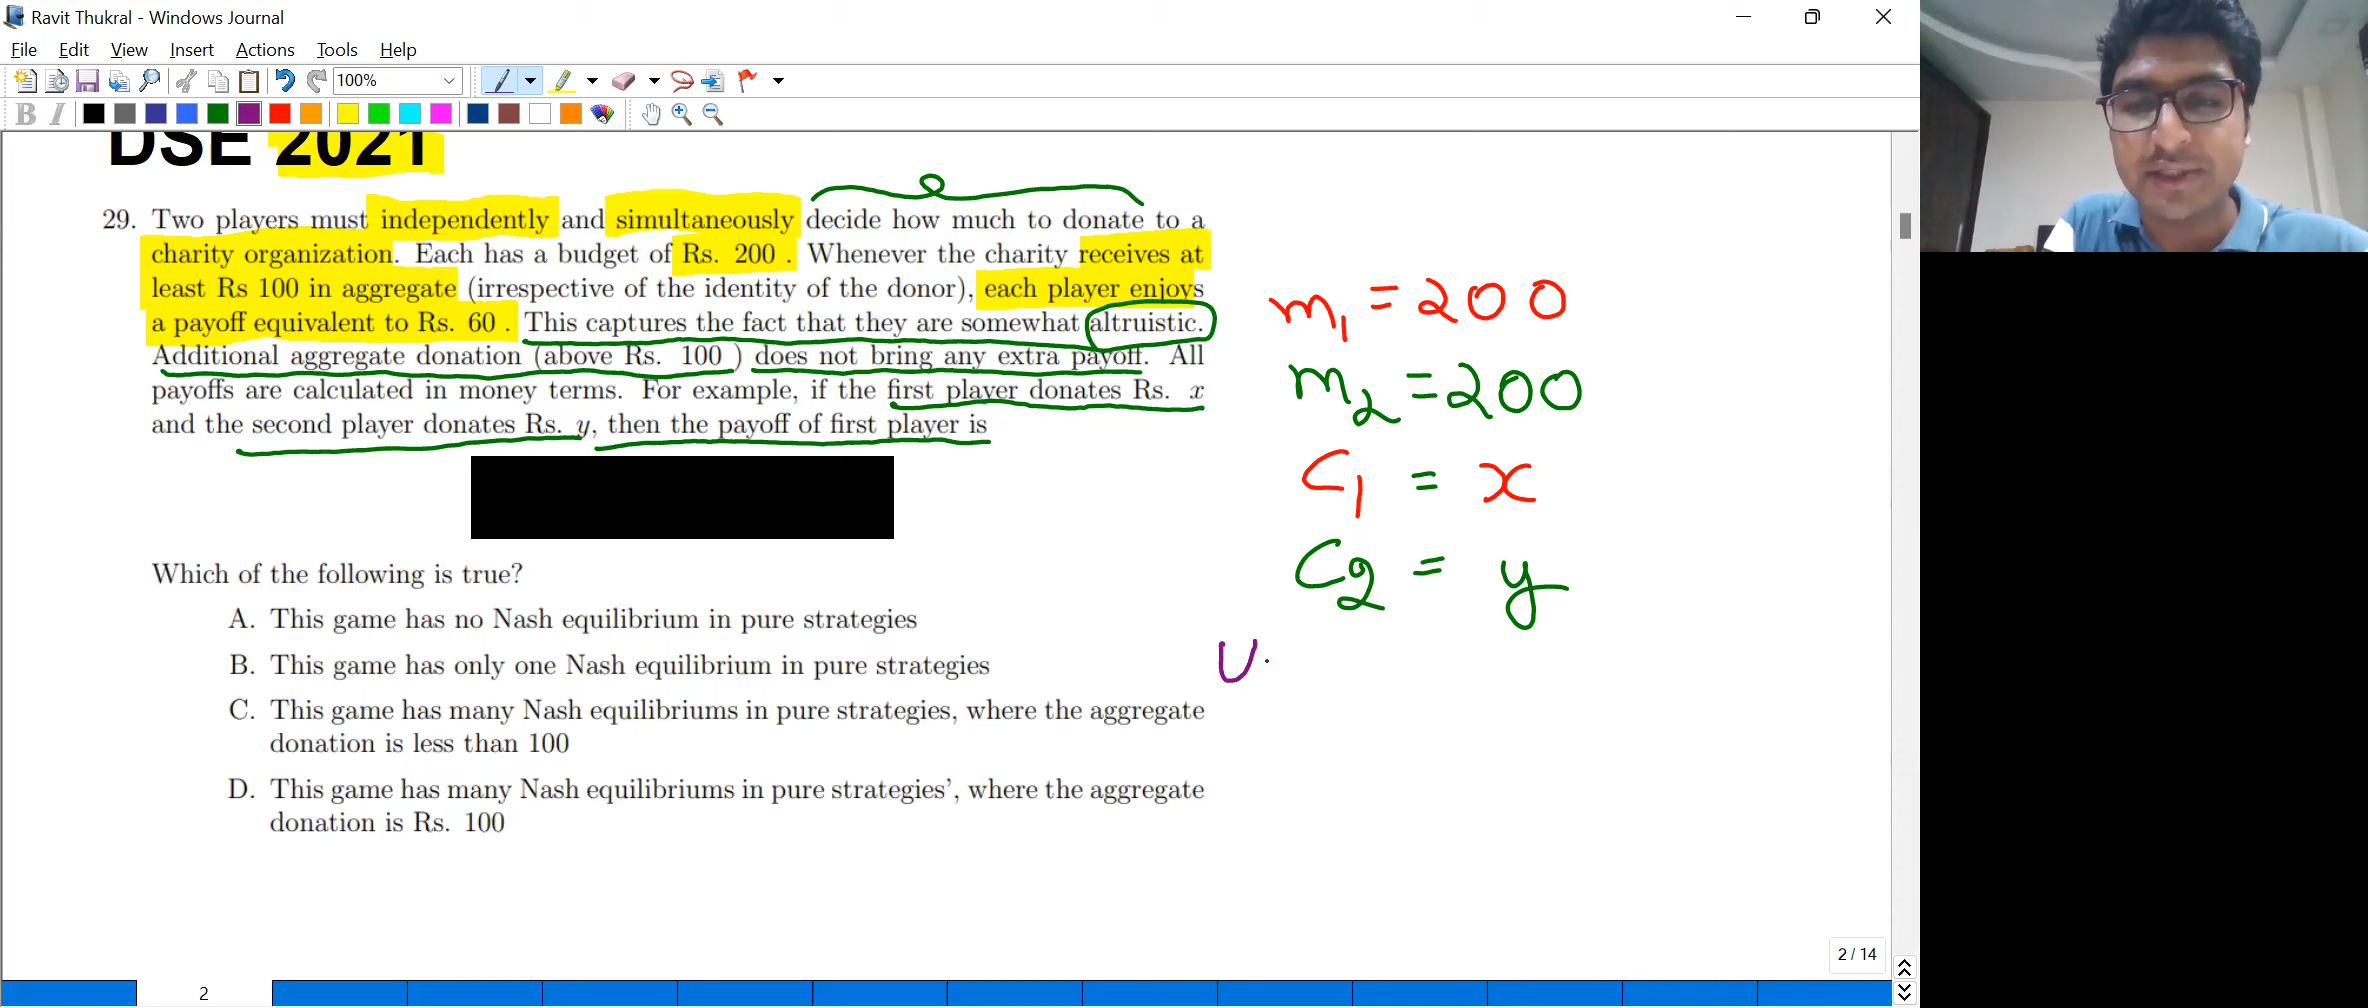 Ravit Thukral - Windows Journal
File Edit View Insert Actions Tools Help
100%
B I
DSE 2021
29. Two players must independently and simultaneously decide how much to donate to a
charity organization. Each has a budget of Rs. 200 . Whenever the charity receives at
least Rs 100 in aggregate (irrespective of the identity of the donor), each player enjoys
a payoff equivalent to Rs. 60 . This captures the fact that they are somewhat altruistic.
Additional aggregate donation (above Rs. 100 ) does not bring any extra payoff. All
payoffs are calculated in money terms. For example, if the first player donates Rs. x
and the second player donates Rs. y, then the payoff of first player is
Which of the following is true?
A. This game has no Nash equilibrium in pure strategies
B. This game has only one Nash equilibrium in pure strategies
C. This game has many Nash equilibriums in pure strategies, where the aggregate
donation is less than 100
D. This game has many Nash equilibriums in pure strategies’, where the aggregate
donation is Rs. 100
m₁ = 200
m₂ = 200
C₁ = x
C₂ = y
U
2 / 14
2